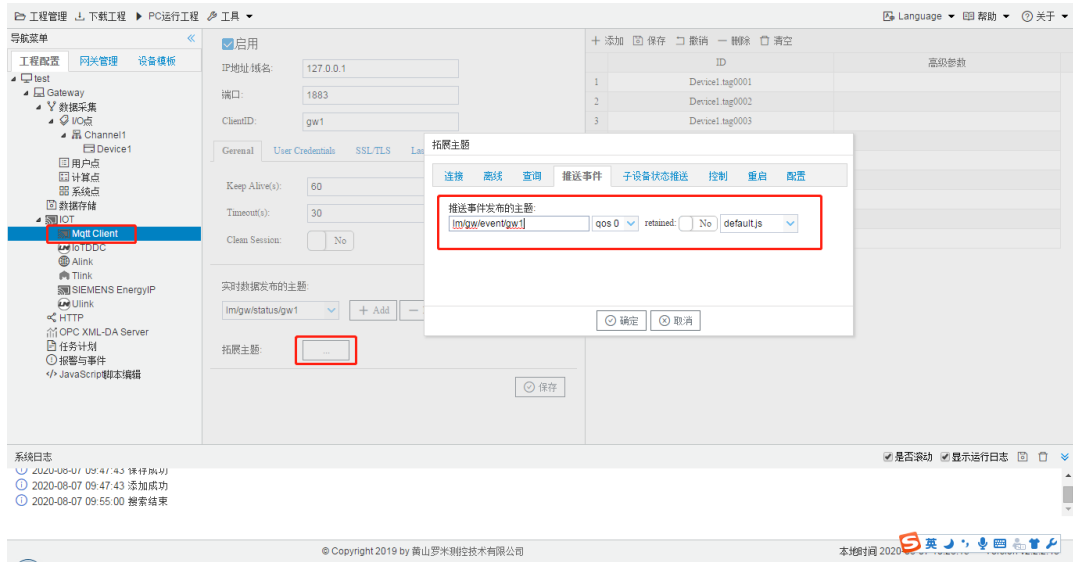 工程管理 下载工程 PC运行工程 工具 Language 帮助 关于
导航菜单
工程配置 网关管理 设备模板
test
Gateway
数据采集
I/O点
Channel1
Device1
用户点
计算点
系统点
数据存储
IOT
Mqtt Client
IoTDDC
Alink
Tlink
SIEMENS EnergyIP
Ulink
HTTP
OPC XML-DA Server
任务计划
报警与事件
JavaScript脚本编辑
启用
IP地址/域名: 127.0.0.1
端口: 1883
ClientID: gw1
Gerenal User Credentials SSL/TLS
Keep Alive(s): 60
Timeout(s): 30
Clean Session: No
实时数据发布的主题:
lm/gw/status/gw1 Add
拓展主题: ...
保存
添加 保存 撤销 删除 清空
ID 高级参数
1 Device1.tag0001
2 Device1.tag0002
3 Device1.tag0003
拓展主题
连接 离线 查询 推送事件 子设备状态推送 控制 重启 配置
推送事件发布的主题:
lm/gw/event/gw1 qos 0 retained: No default.js
确定 取消
系统日志 是否滚动 显示运行日志
2020-08-07 09:47:43 保存成功
2020-08-07 09:47:43 添加成功
2020-08-07 09:55:00 搜索结束
© Copyright 2019 by 黄山罗米测控技术有限公司 本地时间 2020
英